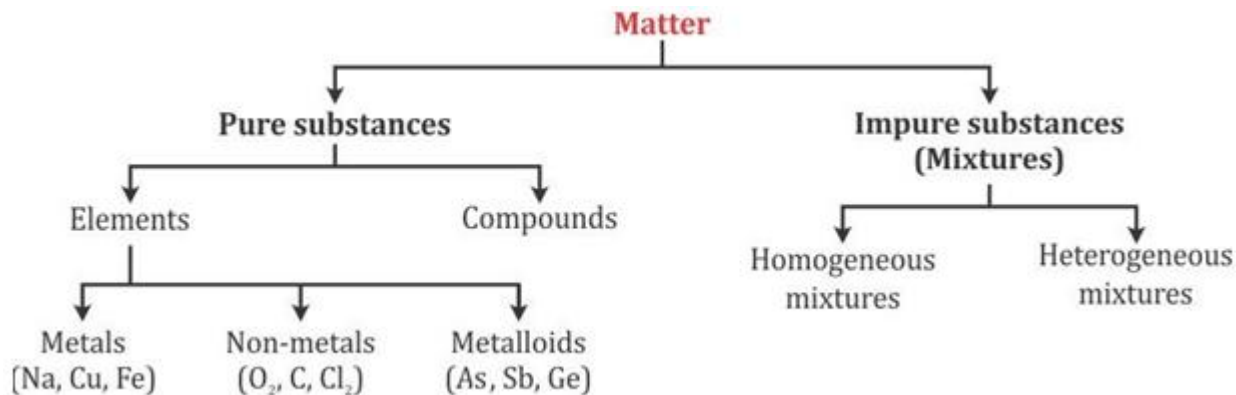 Matter
Pure substances
Impure substances
(Mixtures)
Elements
Compounds
Homogeneous
mixtures
Heterogeneous
mixtures
Metals
(Na, Cu, Fe)
Non-metals
(O₂, C, Cl₂)
Metalloids
(As, Sb, Ge)